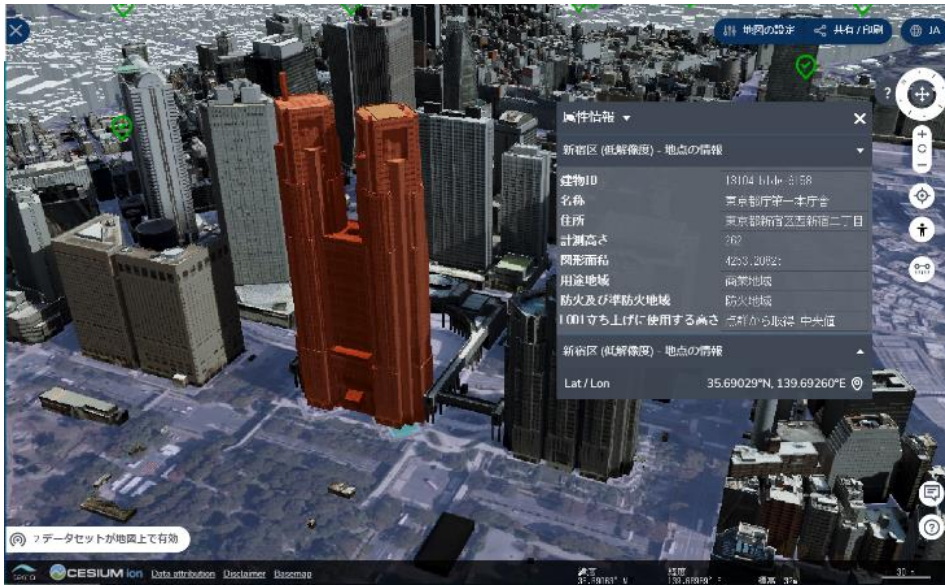 地図の設定
共有/印刷
JA
?
属性情報
新宿区 (低解像度) - 地点の情報
建物ID
名称 東京都庁第一本庁舎
住所 東京都新宿区西新宿二丁目
計測高さ 262
図形面積
用途地域 商業地域
防火及び準防火地域 防火地域
LOD1立ち上げに使用する高さ 点群から取得_中央値
新宿区 (低解像度) - 地点の情報
Lat / Lon 35.69029°N, 139.69260°E
データセットが地図上で有効
terria
CESIUM ion Data attribution Disclaimer Basemap
緯度
経度